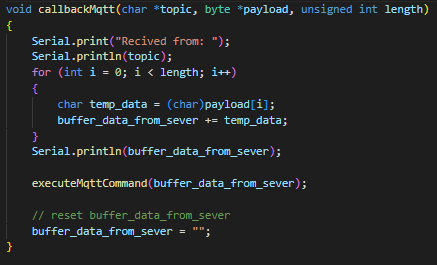 void callbackMqtt(char *topic, byte *payload, unsigned int length)
{
Serial.print("Recived from: ");
Serial.println(topic);
for (int i = 0; i < length; i++)
{
char temp_data = (char)payload[i];
buffer_data_from_sever += temp_data;
}
Serial.println(buffer_data_from_sever);
executeMqttCommand(buffer_data_from_sever);
// reset buffer_data_from_sever
buffer_data_from_sever = "";
}